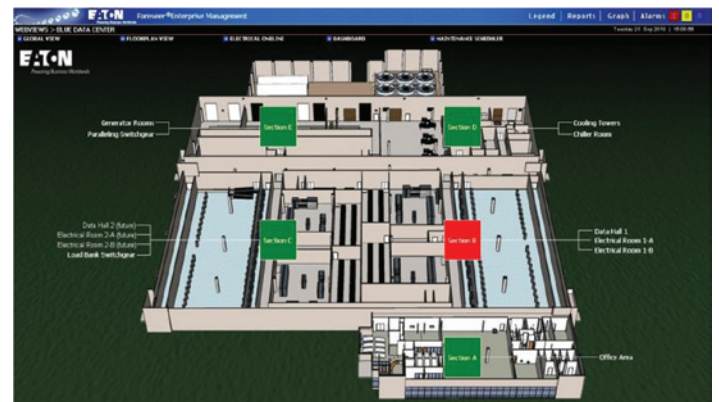 EATON Foreseer® Enterprise Management Legend | Reports | Graph | Alarms
Powering Business Worldwide
WEBVIEWS > BLUE DATA CENTER
GLOBAL VIEW FLOORPLAN VIEW ELECTRICAL ONELINE DASHBOARD MAINTENANCE SCHEDULER
EATON
Powering Business Worldwide
Generator Rooms
Paralleling Switchgear
Section E
Section D
Cooling Towers
Chiller Room
Data Hall 2 (future)
Electrical Room 2-A (future)
Electrical Room 2-B (future)
Load Bank Switchgear
Section C
Section B
Data Hall 1
Electrical Room 1-A
Electrical Room 1-B
Section A
Office Area